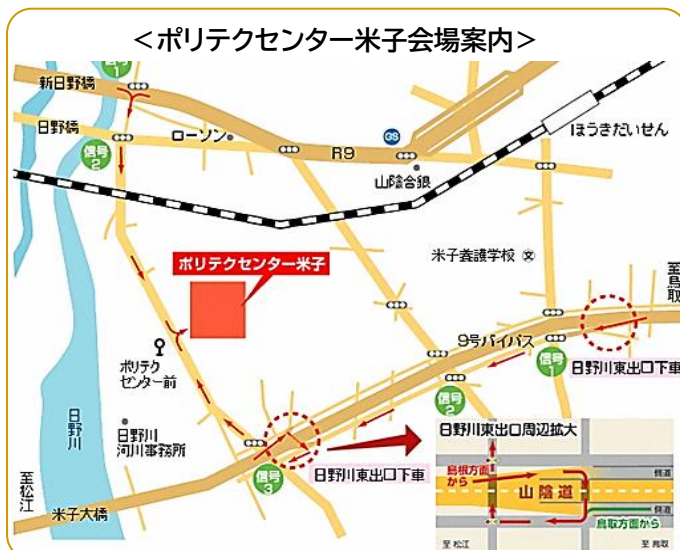 ＜ポリテクセンター米子会場案内＞
信号
1
新日野橋
日野橋
ローソン
信号
2
GS
R9
山陰合銀
ほうきだいせん
ポリテクセンター米子
米子養護学校 文
至鳥取
9号バイパス
信号
1
日野川東出口下車
ポリテク
センター前
信号
2
日野川
日野川
河川事務所
至松江
米子大橋
信号
3
日野川東出口下車
日野川東出口周辺拡大
島根方面
から
側道
山陰道
側道
鳥取方面から
至 松江
至 鳥取